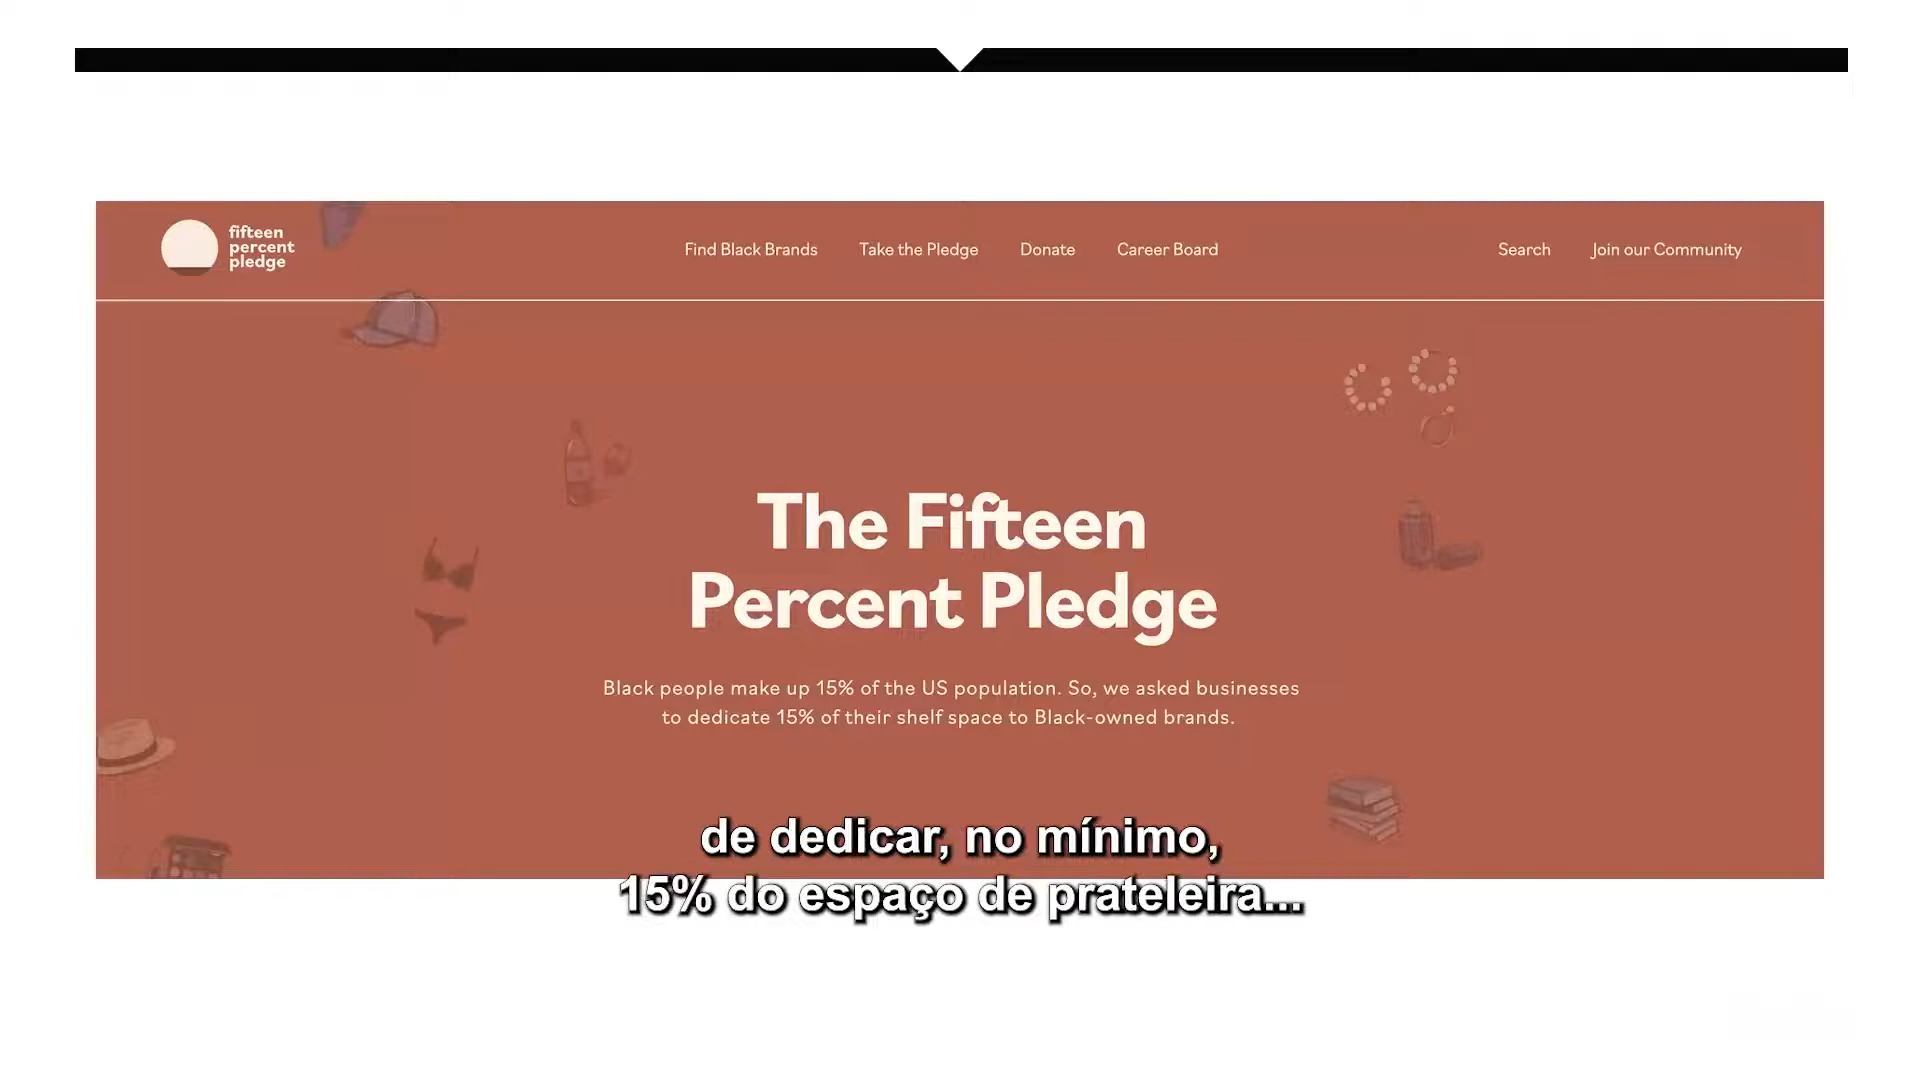 fifteen
percent
pledge
Find Black Brands Take the Pledge Donate Career Board Search Join our Community
The Fifteen
Percent Pledge
Black people make up 15% of the US population. So, we asked businesses
to dedicate 15% of their shelf space to Black-owned brands.
de dedicar, no mínimo,
15% do espaço de prateleira...